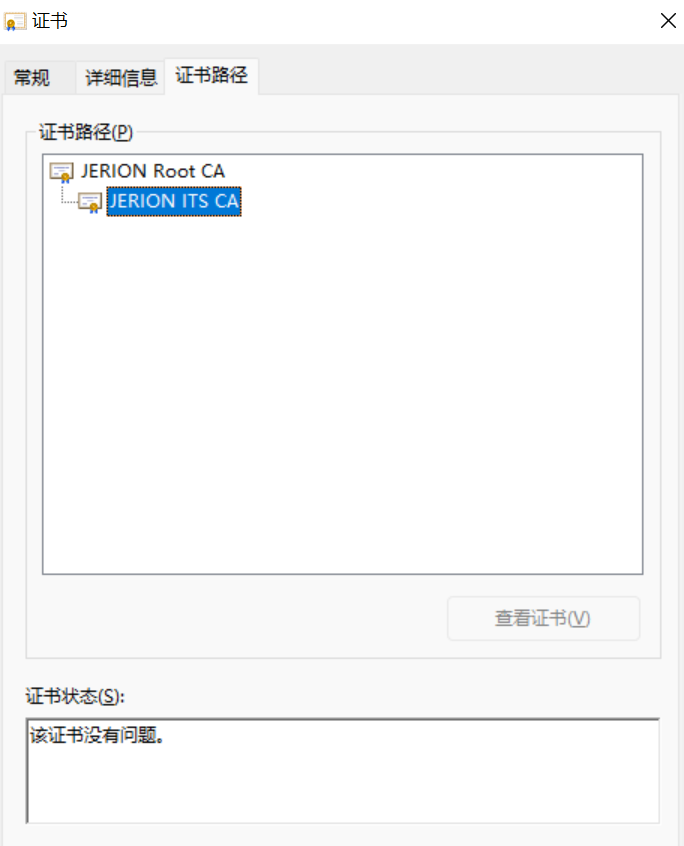 证书
常规
详细信息
证书路径
证书路径(P)
JERION Root CA
JERION ITS CA
查看证书(V)
证书状态(S):
该证书没有问题。